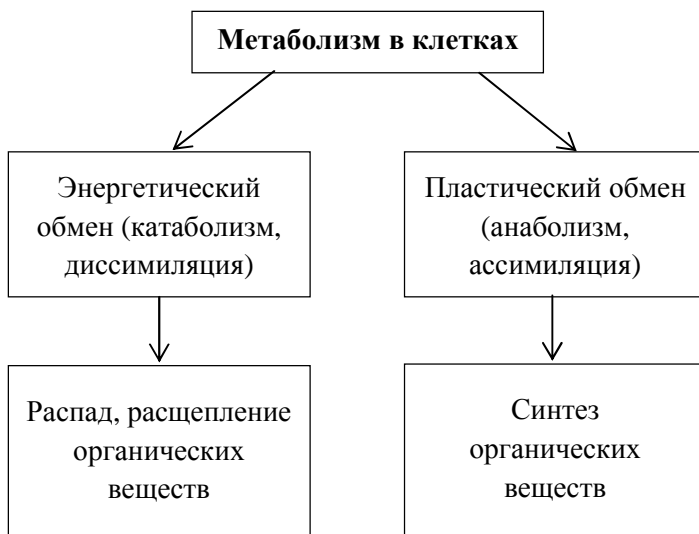 Метаболизм в клетках
Энергетический
обмен (катаболизм,
диссимиляция)
Пластический обмен
(анаболизм,
ассимиляция)
Распад, расщепление
органических
веществ
Синтез
органических
веществ